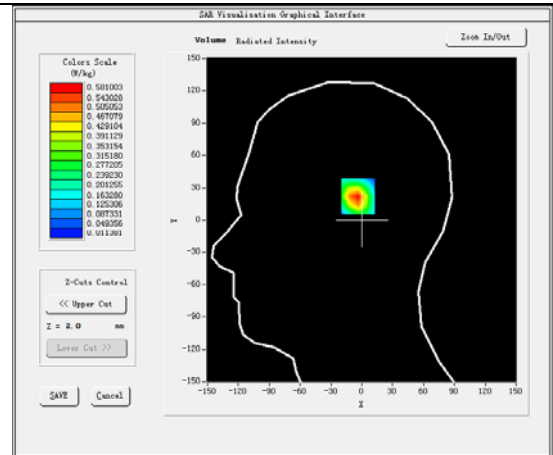 SAR Visualisation Graphical Interface
Volume Radiated Intensity
Zoom In/Out
Colors Scale
(W/kg)
0.581003
0.543028
0.505053
0.467079
0.429104
0.391129
0.353154
0.315180
0.277205
0.239230
0.201255
0.163280
0.125306
0.087331
0.049356
0.011381
Z-Cuts Control
<< Upper Cut
Z = 2.0 mm
Lower Cut >>
SAVE Cancel
150
120
90
60
30
0
-30
-60
-90
-120
-150
Y
-150 -120 -90 -60 -30 0 30 60 90 120 150
X